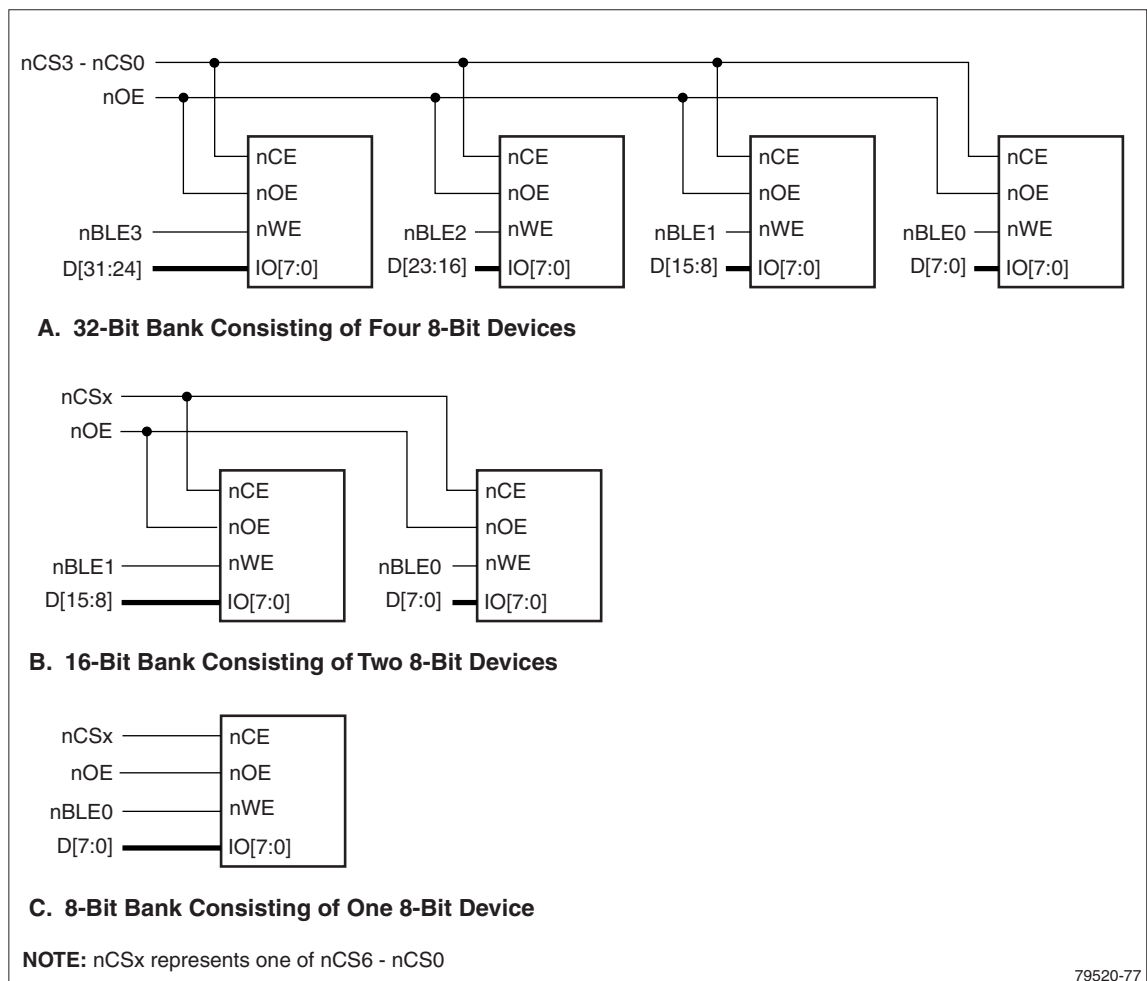 nCS3 - nCS0
nOE
nCE nCE nCE nCE
nOE nOE nOE nOE
nBLE3 nWE nBLE2 nWE nBLE1 nWE nBLE0 nWE
D[31:24] IO[7:0] D[23:16] IO[7:0] D[15:8] IO[7:0] D[7:0] IO[7:0]
A. 32-Bit Bank Consisting of Four 8-Bit Devices
nCSx
nOE
nCE nCE
nOE nOE
nBLE1 nWE nBLE0 nWE
D[15:8] IO[7:0] D[7:0] IO[7:0]
B. 16-Bit Bank Consisting of Two 8-Bit Devices
nCSx nCE
nOE nOE
nBLE0 nWE
D[7:0] IO[7:0]
C. 8-Bit Bank Consisting of One 8-Bit Device
NOTE: nCSx represents one of nCS6 - nCS0
79520-77